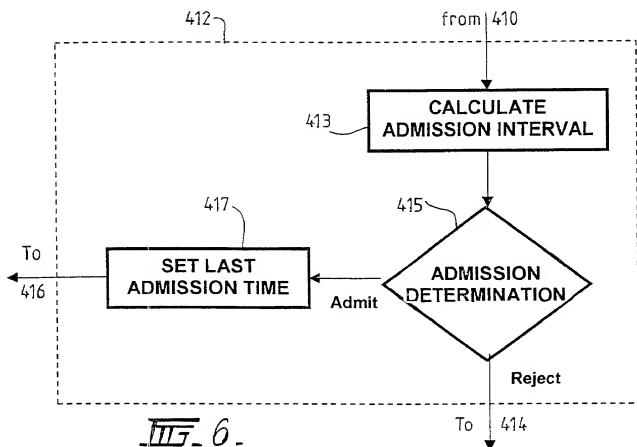 412
from 410
CALCULATE
ADMISSION INTERVAL
413
417
415
To
416
SET LAST
ADMISSION TIME
Admit
ADMISSION
DETERMINATION
Reject
To 414
FIG. 6.